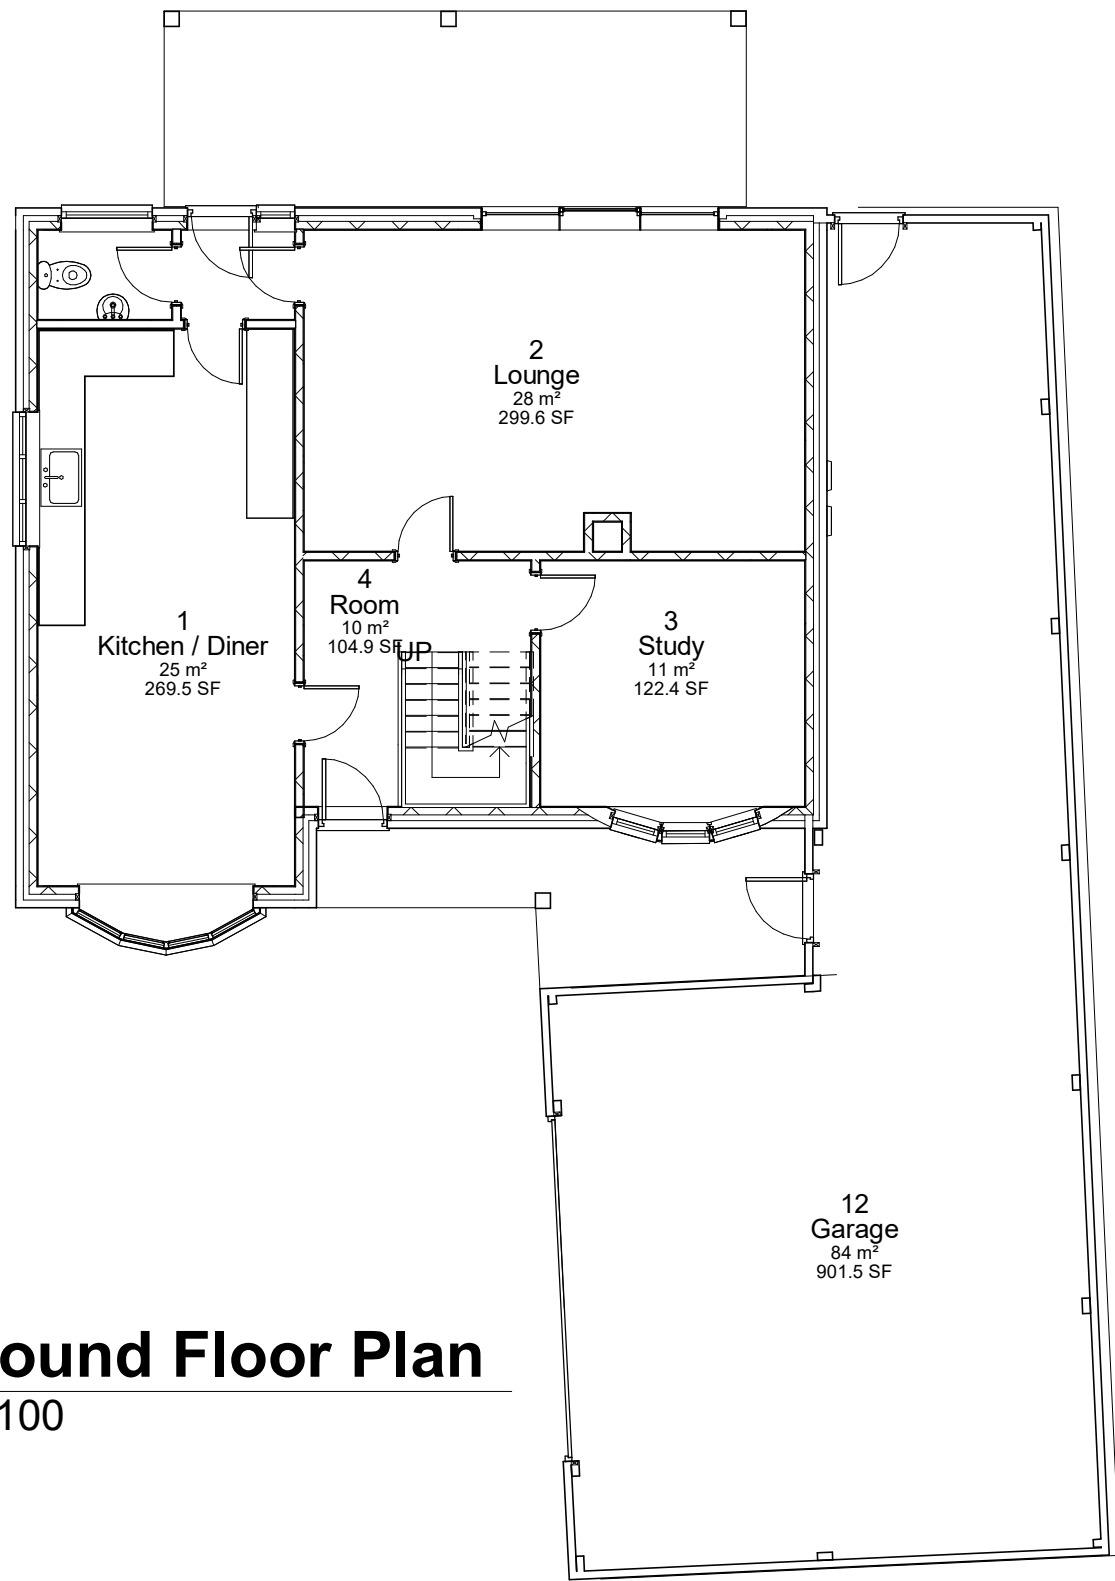 2
Lounge
28 m²
299.6 SF
4
Room
10 m²
104.9 SF
UP
1
Kitchen / Diner
25 m²
269.5 SF
3
Study
11 m²
122.4 SF
12
Garage
84 m²
901.5 SF
ound Floor Plan
100